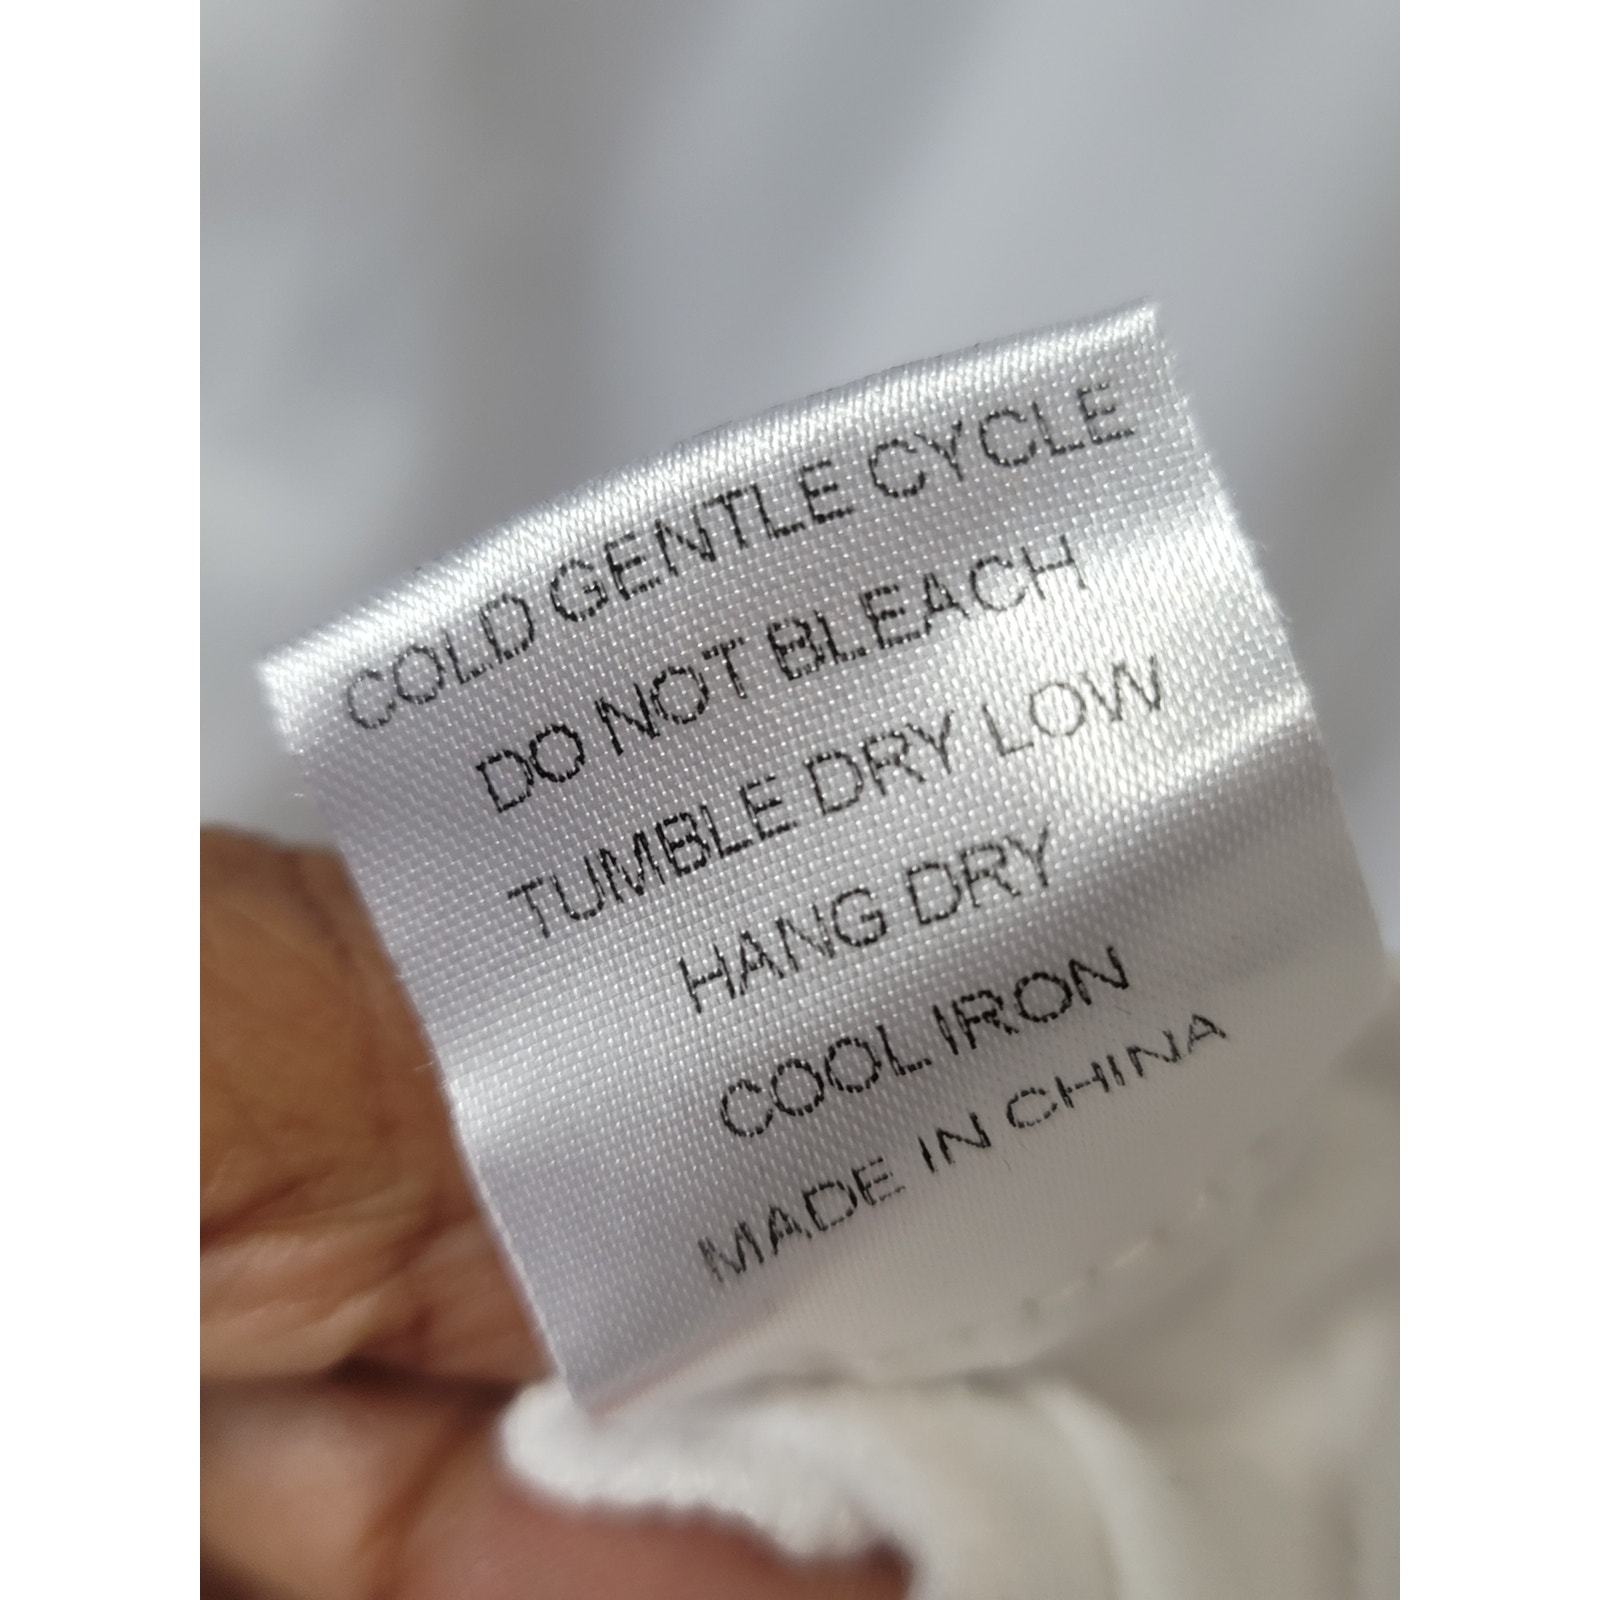 COLD GENTLE CYCLE
DO NOT BLEACH
TUMBLE DRY LOW
HANG DRY
COOL IRON
MADE IN CHINA